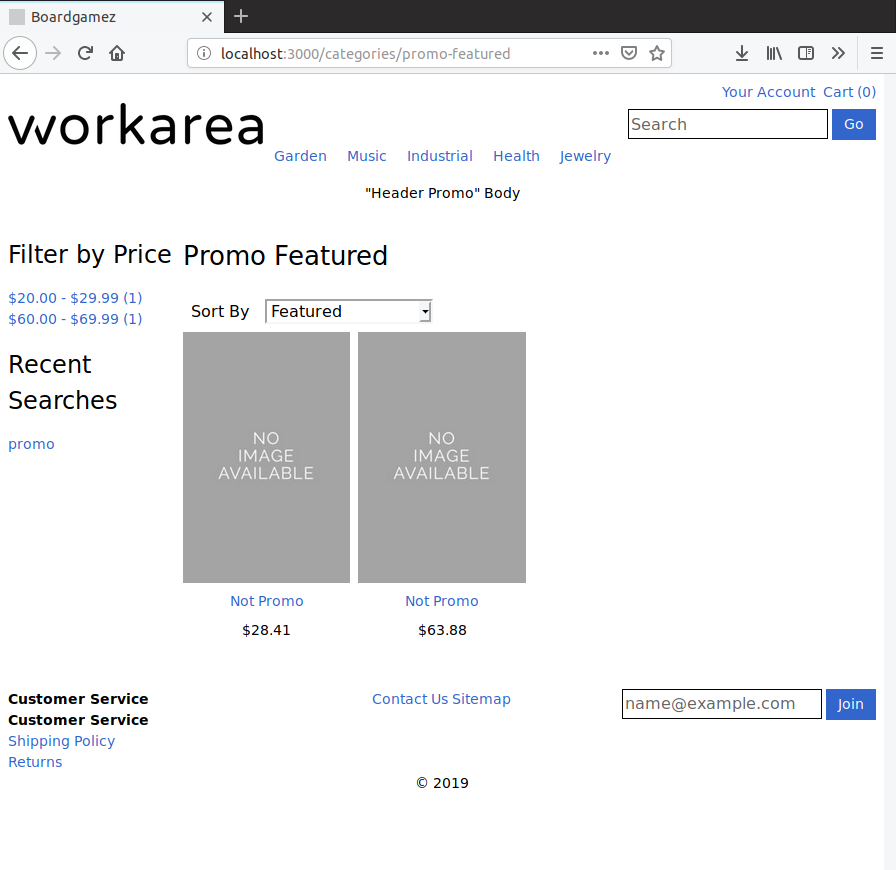 Boardgamez
localhost:3000/categories/promo-featured
Your Account Cart (0)
workarea
Search
Go
Garden Music Industrial Health Jewelry
"Header Promo" Body
Filter by Price
$20.00 - $29.99 (1)
$60.00 - $69.99 (1)
Recent
Searches
promo
Promo Featured
Sort By Featured
NO
IMAGE
AVAILABLE
NO
IMAGE
AVAILABLE
Not Promo
$28.41
Not Promo
$63.88
Customer Service
Customer Service
Shipping Policy
Returns
Contact Us Sitemap
name@example.com
Join
© 2019